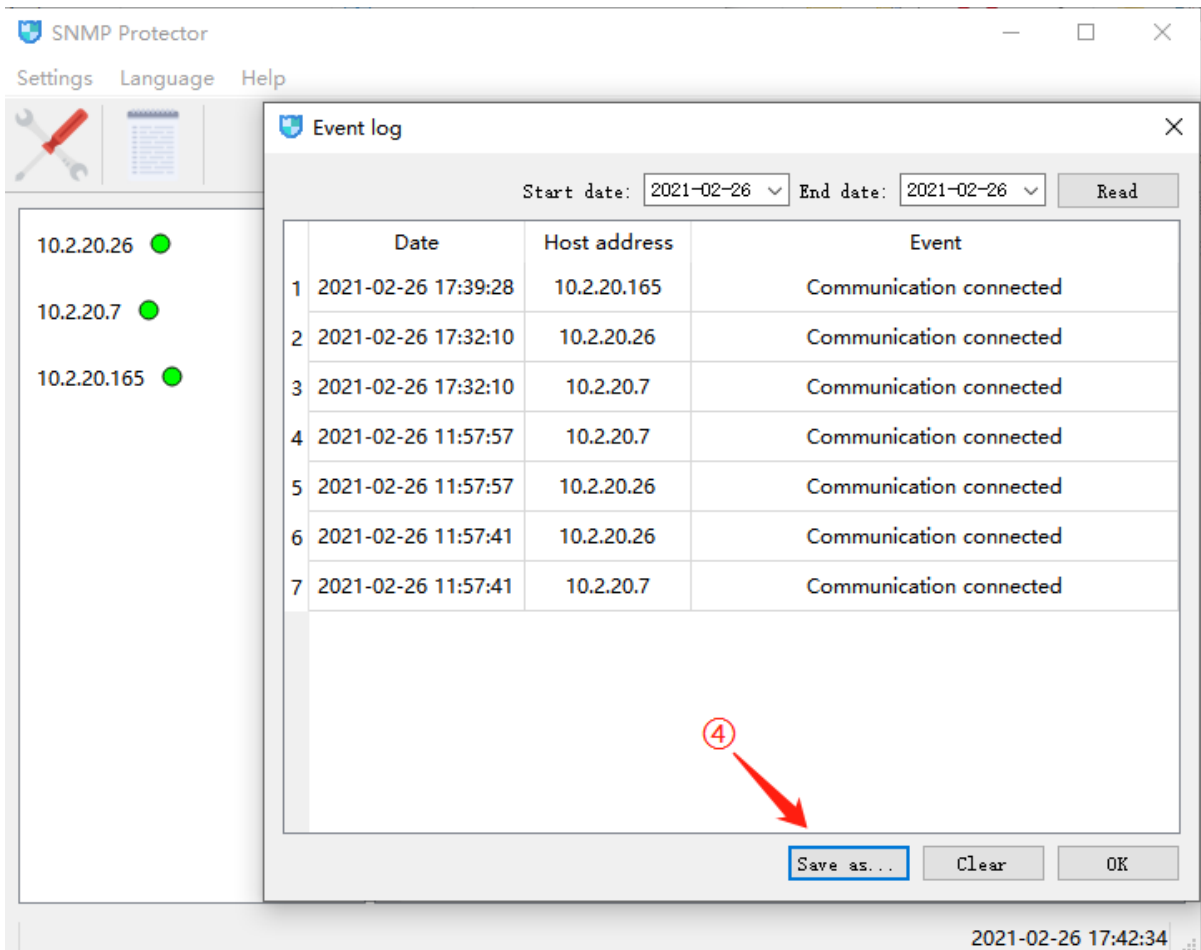 SNMP Protector
Settings Language Help
Event log
Start date: 2021-02-26 End date: 2021-02-26 Read
10.2.20.26
10.2.20.7
10.2.20.165
Date Host address Event
1 2021-02-26 17:39:28 10.2.20.165 Communication connected
2 2021-02-26 17:32:10 10.2.20.26 Communication connected
3 2021-02-26 17:32:10 10.2.20.7 Communication connected
4 2021-02-26 11:57:57 10.2.20.7 Communication connected
5 2021-02-26 11:57:57 10.2.20.26 Communication connected
6 2021-02-26 11:57:41 10.2.20.26 Communication connected
7 2021-02-26 11:57:41 10.2.20.7 Communication connected
④
Save as... Clear OK
2021-02-26 17:42:34